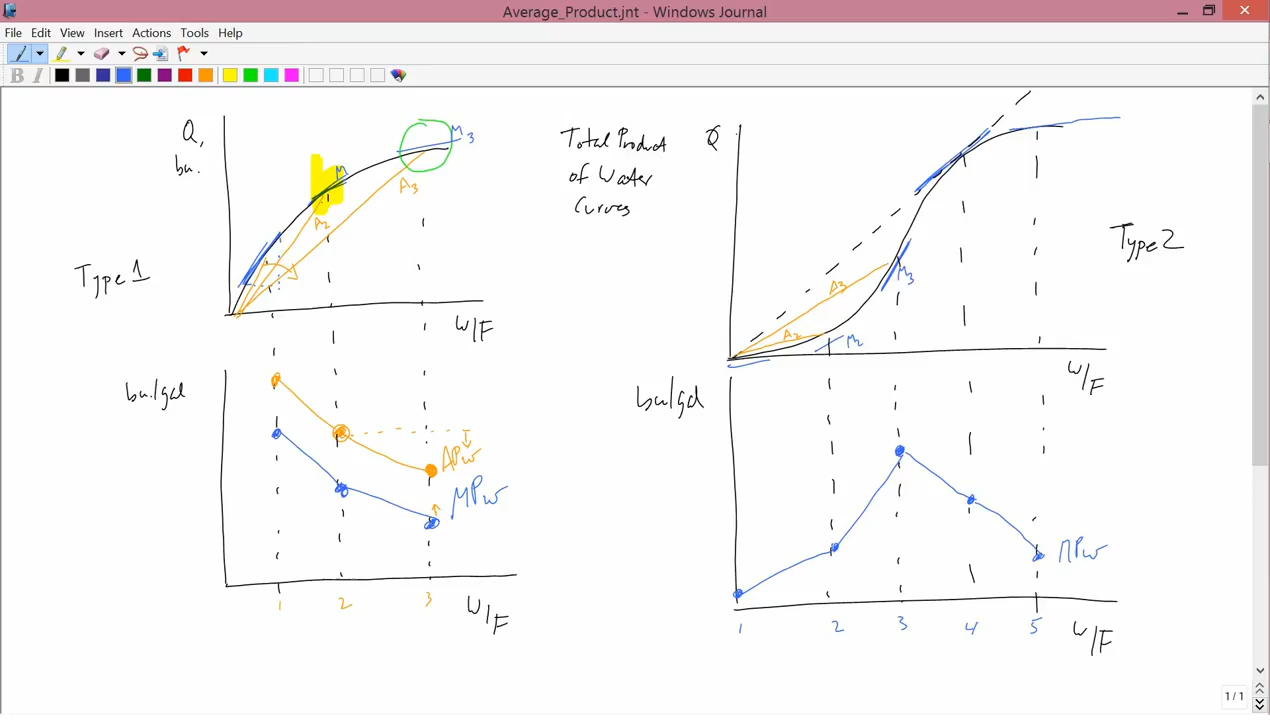 Average_Product.jnt - Windows Journal
File Edit View Insert Actions Tools Help
B I
Q,
bu.
M
M3
A3
A2
Type 1
W/F
Total Product
of Water
Curves
Q
Type 2
M3
A3
A2
M2
W/F
bu/gal
APw
MPw
1 2 3 W/F
bu/gal
MPw
1 2 3 4 5 W/F
1 / 1